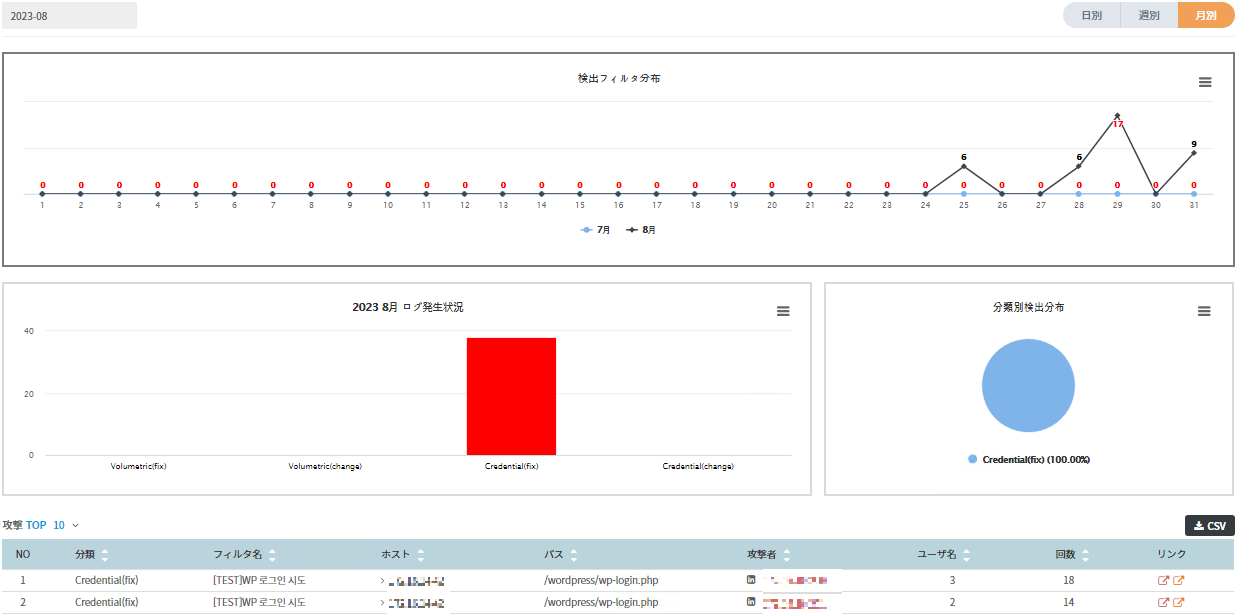 2023-08
日別 週別 月別
検出フィルタ分布
17
6 6 9
0 0 0 0 0 0 0 0 0 0 0 0 0 0 0 0 0 0 0 0 0 0 0 0 0 0 0 0 0 0 0
1 2 3 4 5 6 7 8 9 10 11 12 13 14 15 16 17 18 19 20 21 22 23 24 25 26 27 28 29 30 31
7月 8月
2023 8月 ログ発生状況
40
20
0
Volumetric(fix) Volumetric(change) Credential(fix) Credential(change)
分類別検出分布
Credential(fix) (100.00%)
攻撃 TOP 10
CSV
NO 分類 フィルタ名 ホスト パス 攻撃者 ユーザ名 回数 リンク
1 Credential(fix) [TEST]WP 로그인 시도 /wordpress/wp-login.php 3 18
2 Credential(fix) [TEST]WP 로그인 시도 /wordpress/wp-login.php 2 14